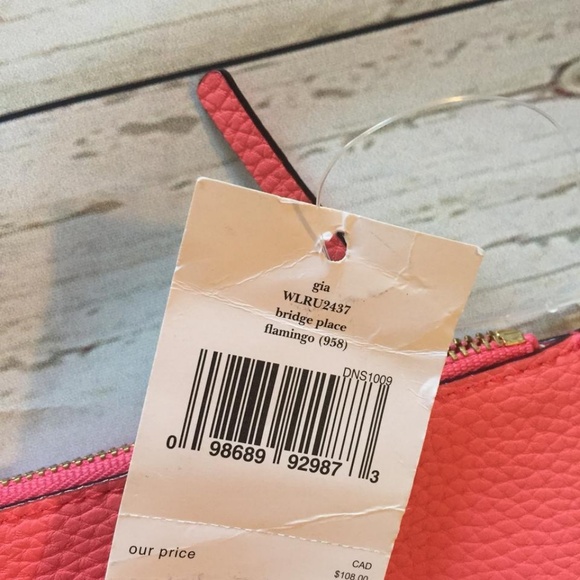 gia
WLRU2437
bridge place
flamingo (958)
DNS1009
0 98689 92987 3
our price
CAD
$108.00